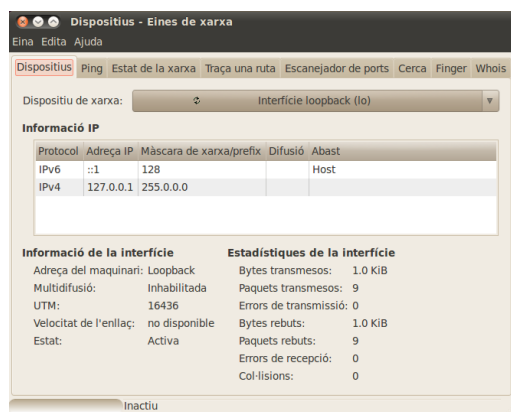 Dispositius - Eines de xarxa
Eina Edita Ajuda
Dispositius Ping Estat de la xarxa Traça una ruta Escanejador de ports Cerca Finger Whois
Dispositiu de xarxa: Interfície loopback (lo)
Informació IP
Protocol Adreça IP Màscara de xarxa/prefix Difusió Abast
IPv6 ::1 128 Host
IPv4 127.0.0.1 255.0.0.0
Informació de la interfície Estadístiques de la interfície
Adreça del maquinari: Loopback Bytes transmesos: 1.0 KiB
Multidifusió: Inhabilitada Paquets transmesos: 9
UTM: 16436 Errors de transmissió: 0
Velocitat de l'enllaç: no disponible Bytes rebuts: 1.0 KiB
Estat: Activa Paquets rebuts: 9
Errors de recepció: 0
Col·lisions: 0
Inactiu